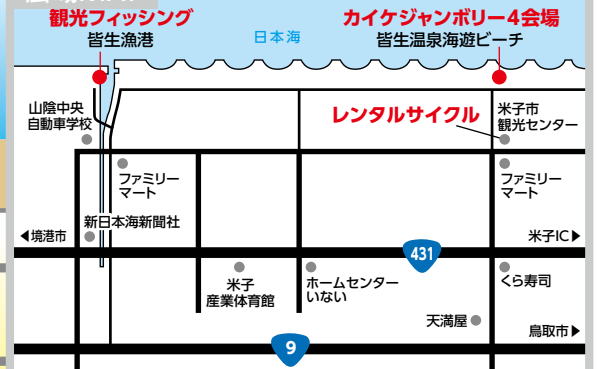 観光フィッシング
皆生漁港
日本海
カイケジャンボリー4会場
皆生温泉海遊ビーチ
山陰中央
自動車学校
レンタルサイクル
米子市
観光センター
ファミリー
マート
ファミリー
マート
新日本海新聞社
◀境港市
米子IC▶
431
米子
産業体育館
ホームセンター
いない
くら寿司
天満屋
鳥取市▶
9